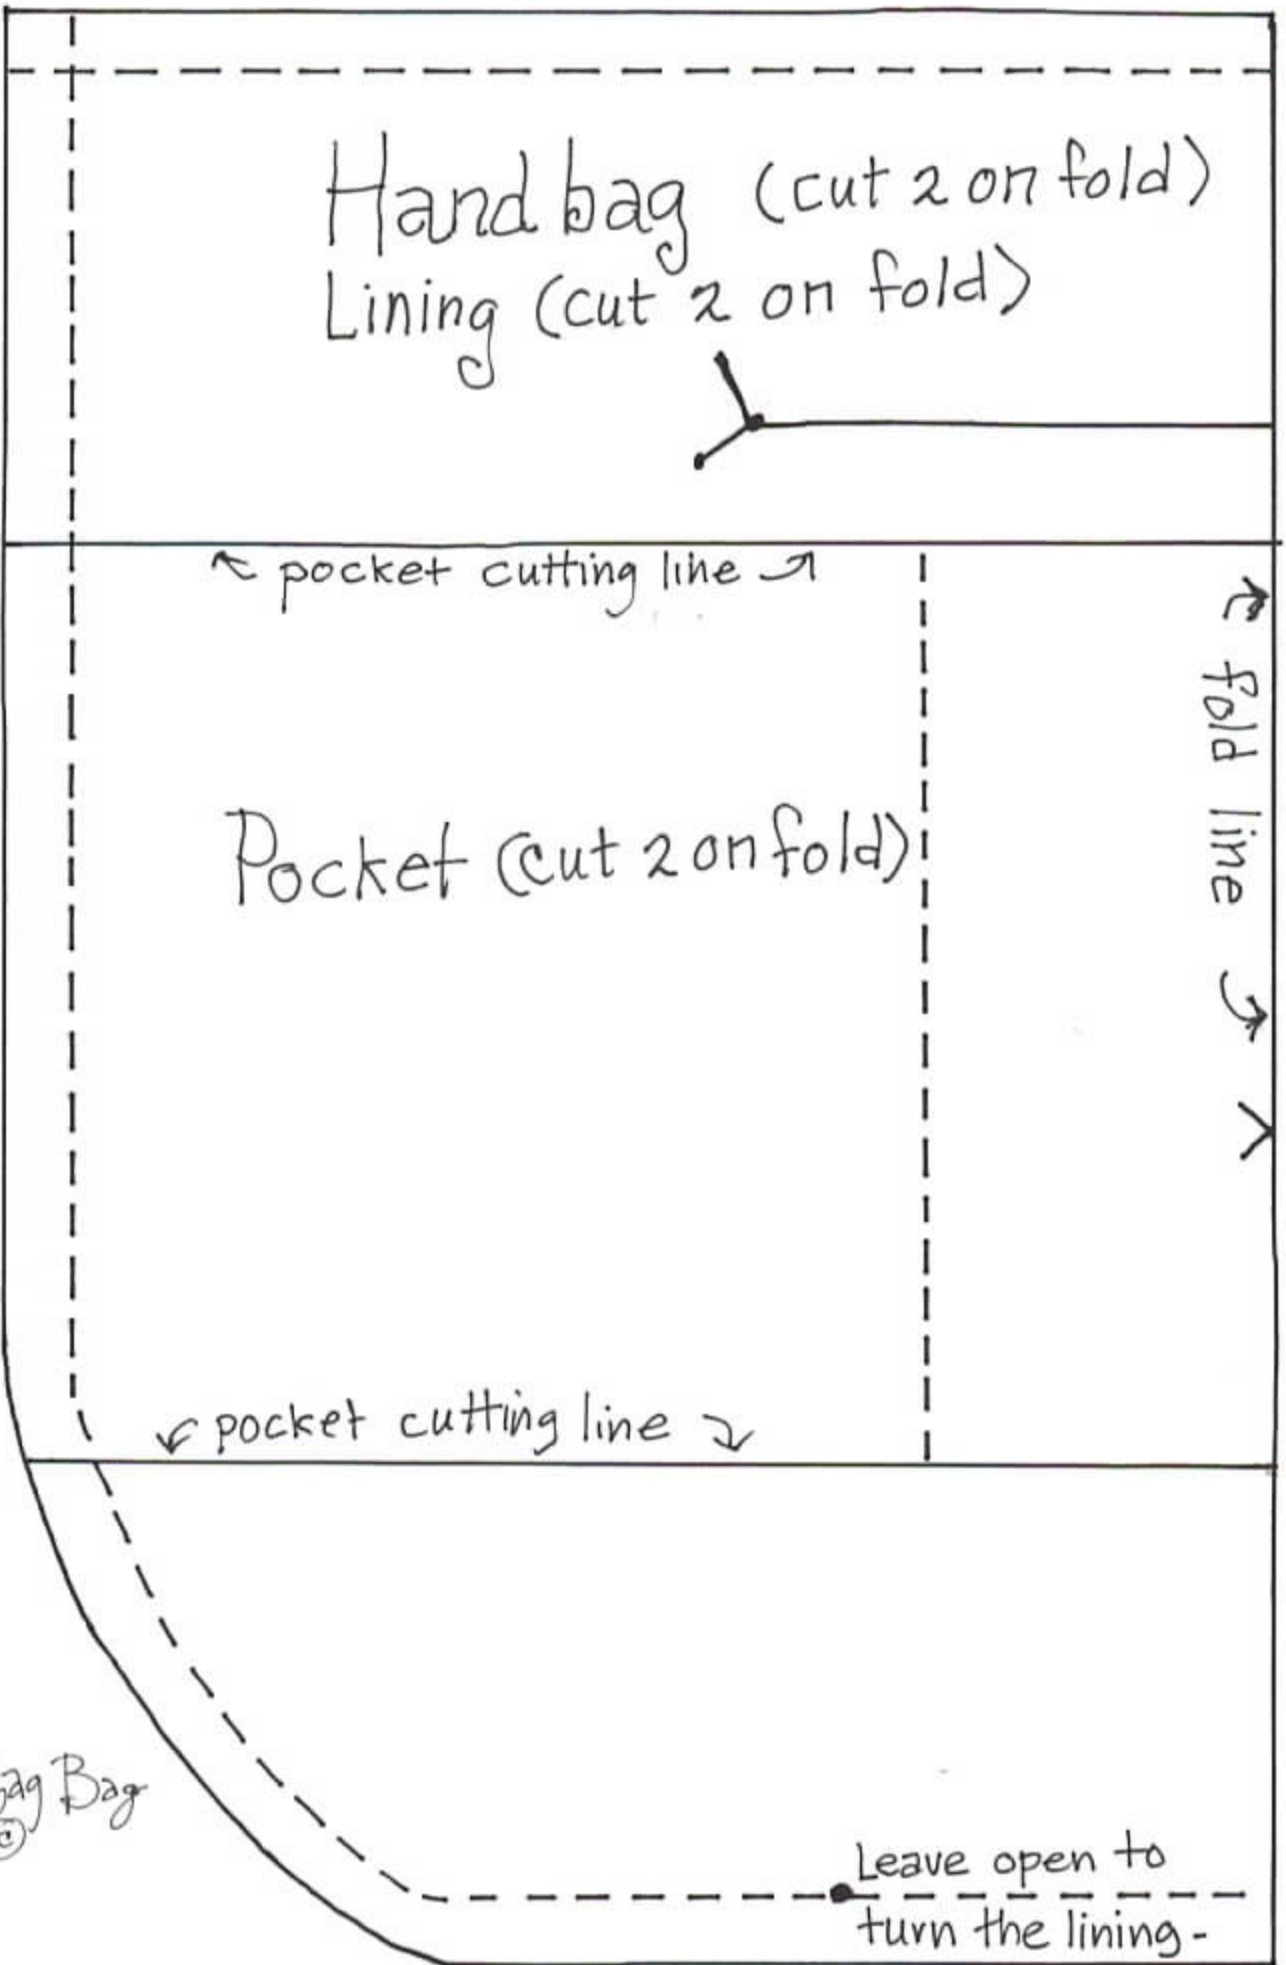 Handbag (cut 2 on fold)
Lining (cut 2 on fold)
pocket cutting line
fold line
Pocket (cut 2 on fold)
pocket cutting line
Bag
©
Leave open to
turn the lining-